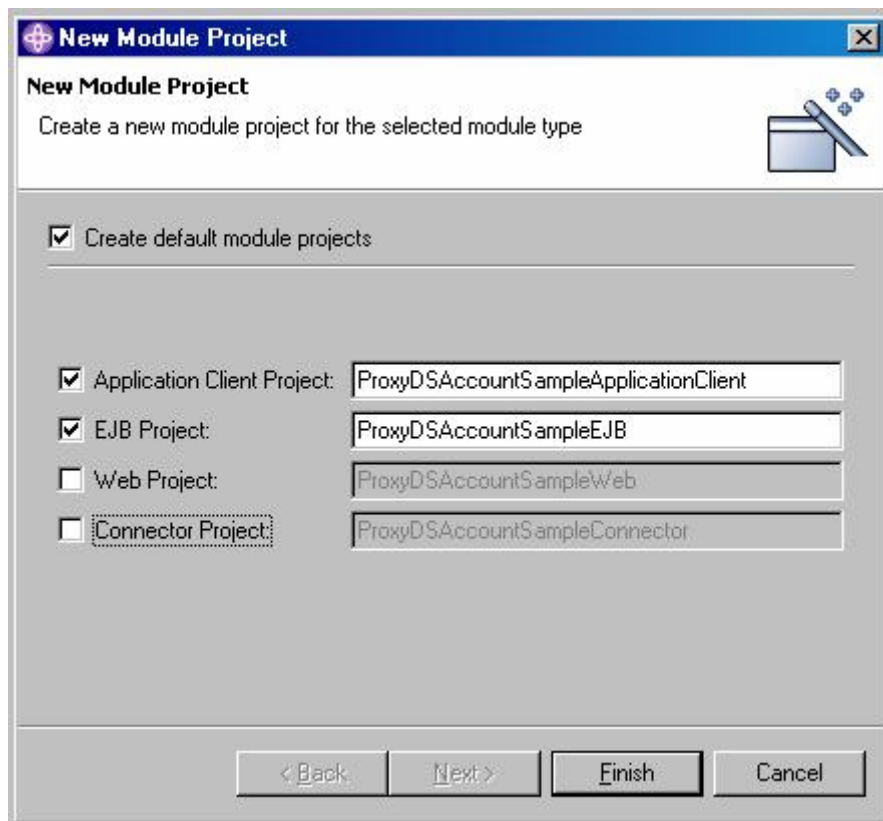 New Module Project
New Module Project
Create a new module project for the selected module type
Create default module projects
Application Client Project: ProxyDSAccountSampleApplicationClient
EJB Project: ProxyDSAccountSampleEJB
Web Project: ProxyDSAccountSampleWeb
Connector Project: ProxyDSAccountSampleConnector
< Back Next > Finish Cancel